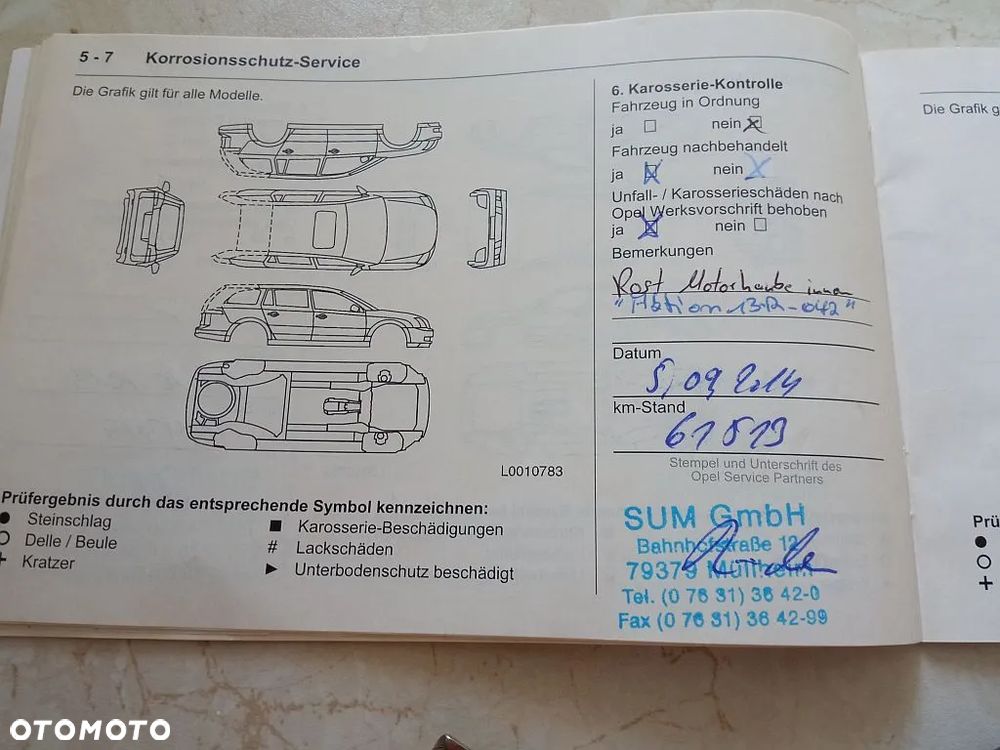 5 - 7 Korrosionsschutz-Service
Die Grafik gilt für alle Modelle.
L0010783
Prüfergebnis durch das entsprechende Symbol kennzeichnen:
Steinschlag
Delle / Beule
Kratzer
Karosserie-Beschädigungen
# Lackschäden
Unterbodenschutz beschädigt
6. Karosserie-Kontrolle
Fahrzeug in Ordnung
ja nein
Fahrzeug nachbehandelt
ja nein
Unfall- / Karosserieschäden nach
Opel Werksvorschrift behoben
ja nein
Bemerkungen
Rost Motorhaube innen
"Aktion 13-R-042"
Datum
5.09 2014
km-Stand
61519
Stempel und Unterschrift des
Opel Service Partners
SUM GmbH
Bahnhofstraße 12
79379 Müllheim
Tel. (0 76 31) 36 42-0
Fax (0 76 31) 36 42-99
Die Grafik g
Prü
OTOMOTO